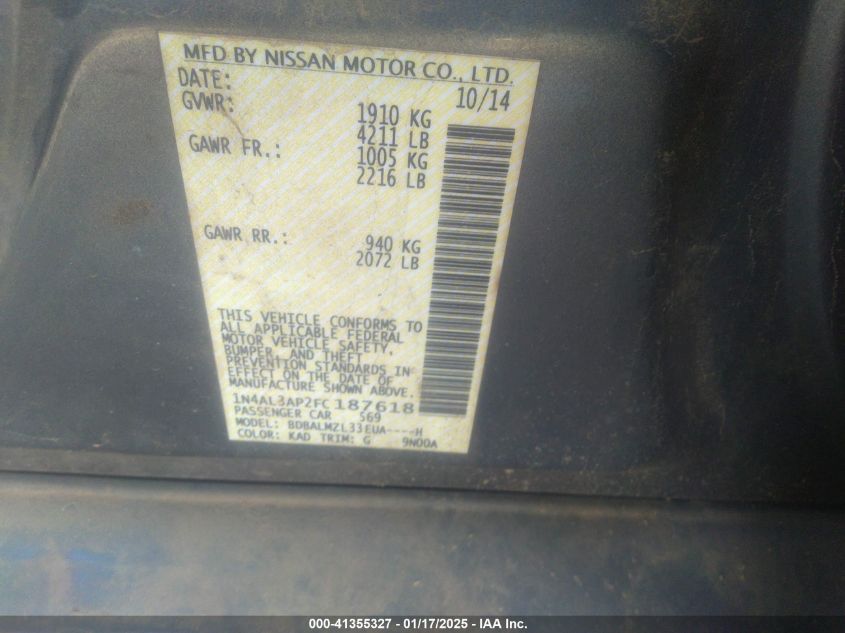 MFD BY NISSAN MOTOR CO., LTD.
DATE: 10/14
GVWR: 1910 KG
4211 LB
GAWR FR.: 1005 KG
2216 LB
GAWR RR.: 940 KG
2072 LB
THIS VEHICLE CONFORMS TO
ALL APPLICABLE FEDERAL
MOTOR VEHICLE SAFETY,
BUMPER, AND THEFT
PREVENTION STANDARDS IN
EFFECT ON THE DATE OF
MANUFACTURE SHOWN ABOVE.
1N4AL3AP2FC187618
PASSENGER CAR 569
MODEL: BDBALMZL33EUA----H
COLOR: KAD TRIM: G 9N00A
000-41355327 - 01/17/2025 - IAA Inc.